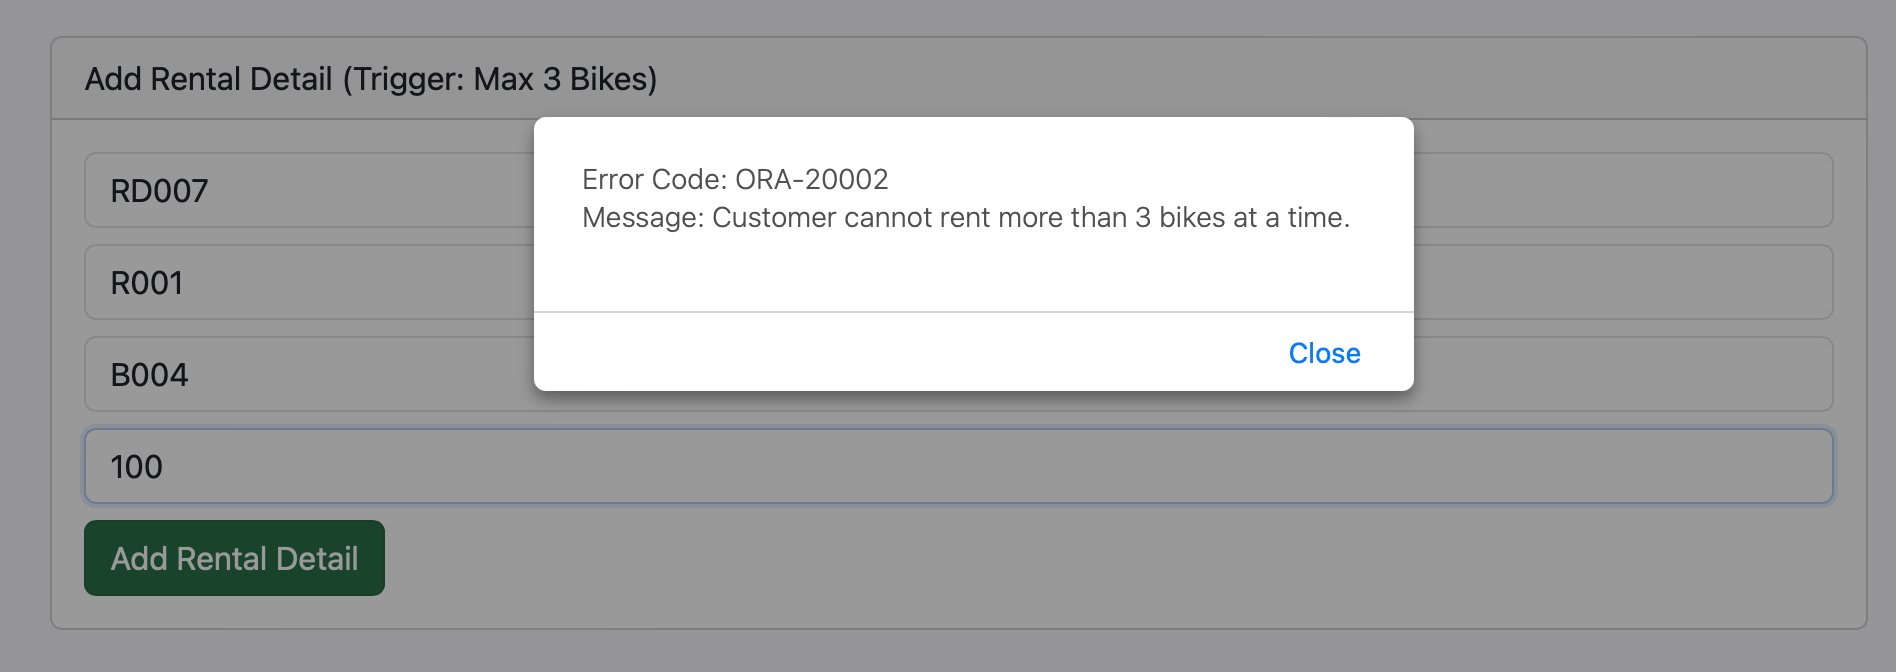 Add Rental Detail (Trigger: Max 3 Bikes)
Error Code: ORA-20002
Message: Customer cannot rent more than 3 bikes at a time.
Close
RD007
R001
B004
100
Add Rental Detail